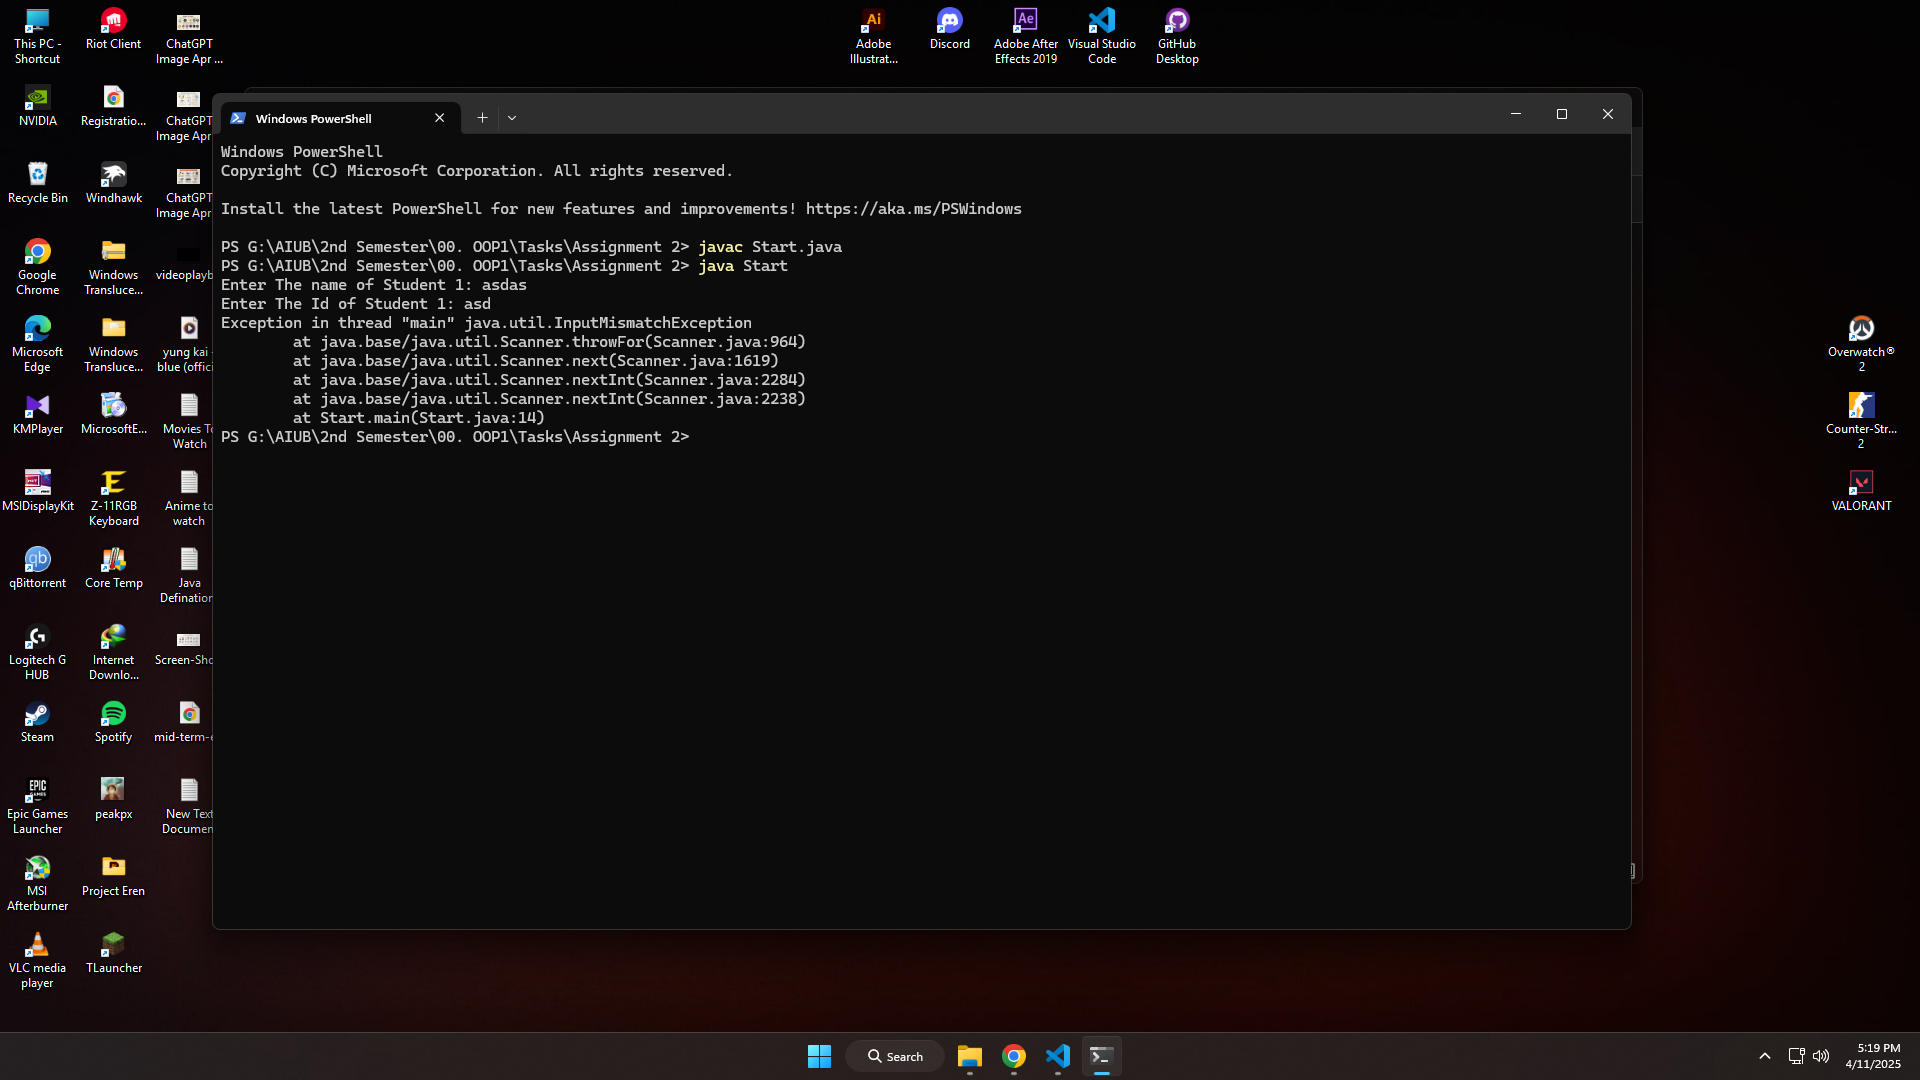 This PC -
Shortcut
Riot Client
ChatGPT
Image Apr ...
Adobe
Illustrat...
Discord
Adobe After
Effects 2019
Visual Studio
Code
GitHub
Desktop
NVIDIA
Registratio...
ChatGPT
Image Apr
Recycle Bin
Windhawk
ChatGPT
Image Apr
Google
Chrome
Windows
Transluce...
videoplayb
Microsoft
Edge
Windows
Transluce...
yung kai -
blue (offici
KMPlayer
MicrosoftE...
Movies To
Watch
MSIDisplayKit
Z-11RGB
Keyboard
Anime to
watch
qBittorrent
Core Temp
Java
Defination
Logitech G
HUB
Internet
Downlo...
Screen-Sho
Steam
Spotify
mid-term-e
Epic Games
Launcher
peakpx
New Text
Documen
MSI
Afterburner
Project Eren
VLC media
player
TLauncher
Windows PowerShell
Windows PowerShell
Copyright (C) Microsoft Corporation. All rights reserved.
Install the latest PowerShell for new features and improvements! https://aka.ms/PSWindows
PS G:\AIUB\2nd Semester\00. OOP1\Tasks\Assignment 2> javac Start.java
PS G:\AIUB\2nd Semester\00. OOP1\Tasks\Assignment 2> java Start
Enter The name of Student 1: asdas
Enter The Id of Student 1: asd
Exception in thread "main" java.util.InputMismatchException
at java.base/java.util.Scanner.throwFor(Scanner.java:964)
at java.base/java.util.Scanner.next(Scanner.java:1619)
at java.base/java.util.Scanner.nextInt(Scanner.java:2284)
at java.base/java.util.Scanner.nextInt(Scanner.java:2238)
at Start.main(Start.java:14)
PS G:\AIUB\2nd Semester\00. OOP1\Tasks\Assignment 2>
Overwatch®
2
Counter-Str...
2
VALORANT
Search
5:19 PM
4/11/2025